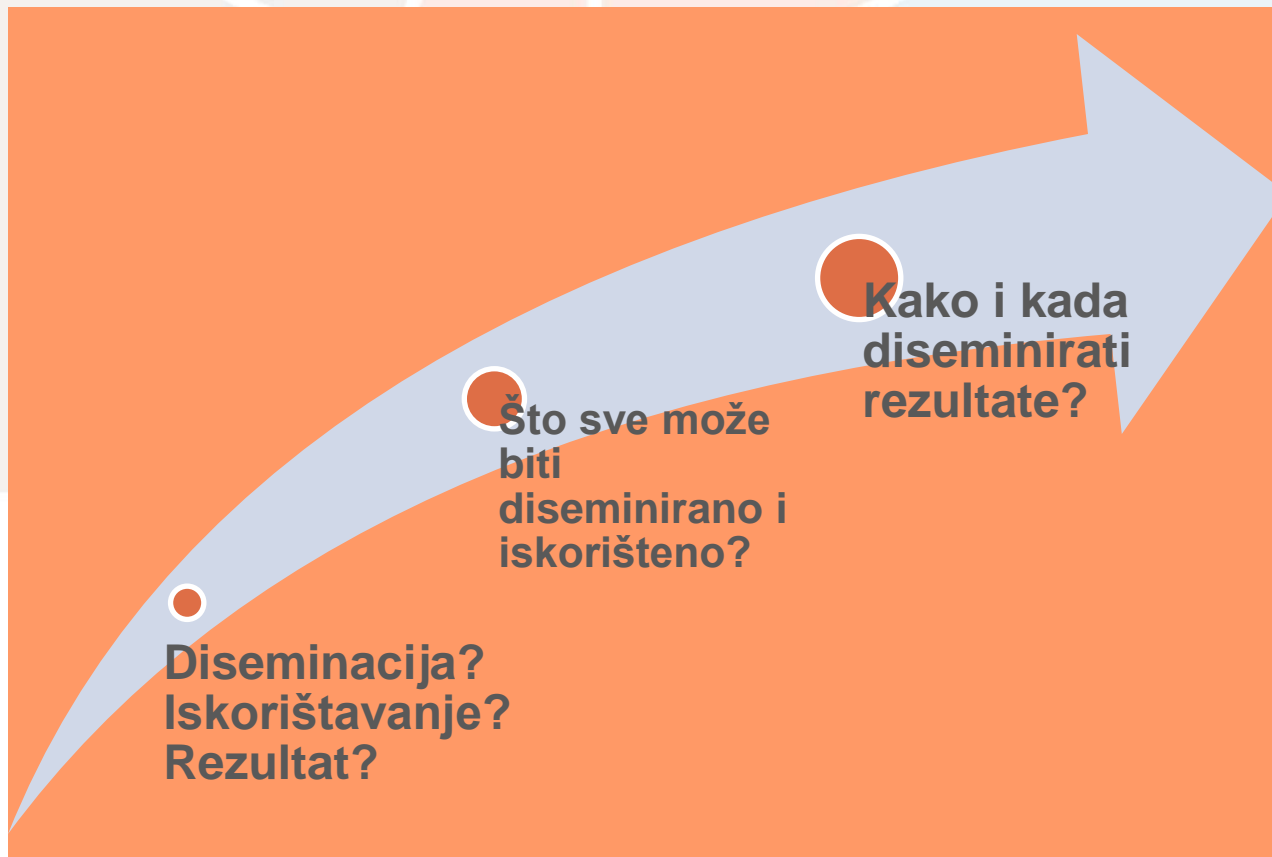 Kako i kada
diseminirati
rezultate?
Što sve može
biti
diseminirano i
iskorišteno?
Diseminacija?
Iskorištavanje?
Rezultat?